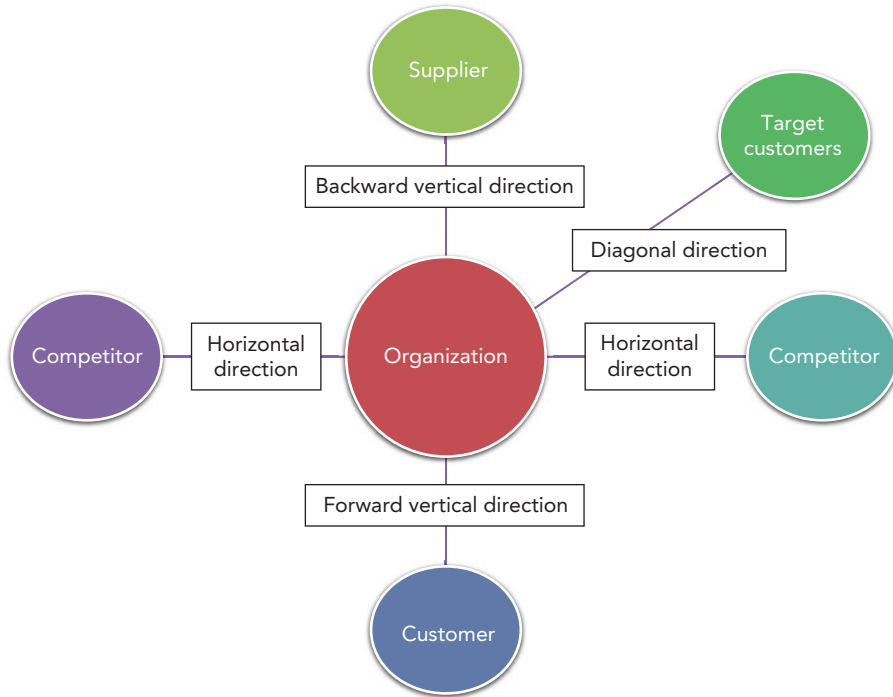 Supplier
Target
customers
Backward vertical direction
Diagonal direction
Competitor
Horizontal
direction
Organization
Horizontal
direction
Competitor
Forward vertical direction
Customer